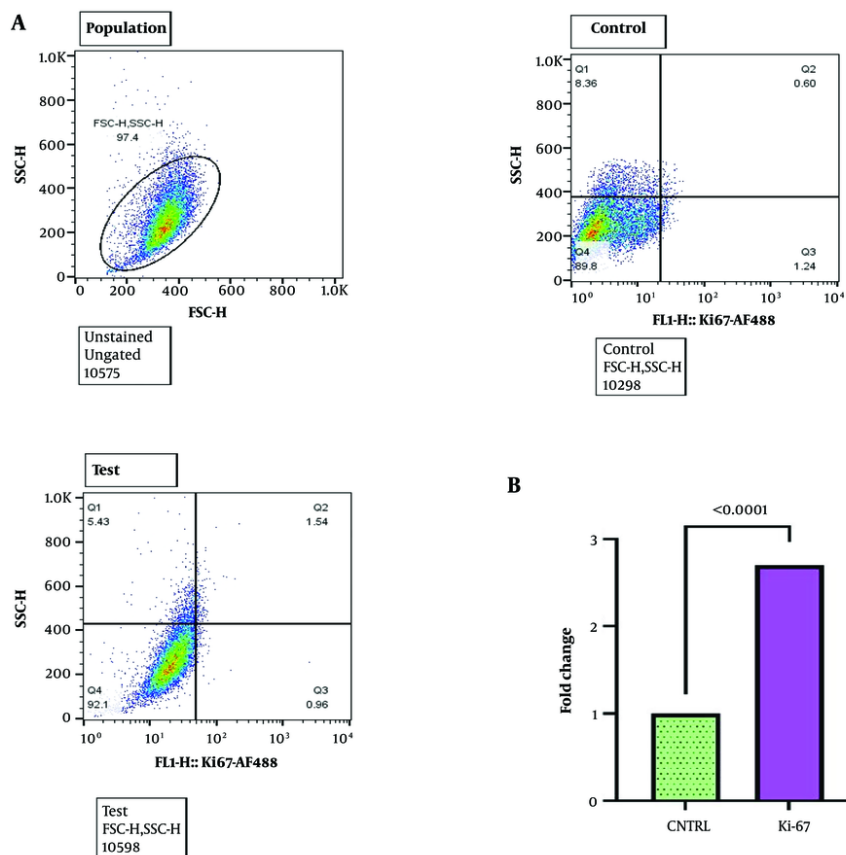 A
Population
1.0K
800
600
400
200
0
FSC-H,SSC-H
97.4
SSC-H
0 200 400 600 800 1.0K
FSC-H
Unstained
Ungated
10575
Control
1.0K
800
600
400
200
0
Q1
8.36
Q2
0.60
SSC-H
Q4
89.8
Q3
1.24
10⁰ 10¹ 10² 10³ 10⁴
FL1-H:: Ki67-AF488
Control
FSC-H,SSC-H
10298
Test
1.0K
800
600
400
200
0
Q1
5.43
Q2
1.54
SSC-H
Q4
92.1
Q3
0.96
10⁰ 10¹ 10² 10³ 10⁴
FL1-H:: Ki67-AF488
Test
FSC-H,SSC-H
10598
B
<0.0001
3
2
1
0
Fold change
CNTRL Ki-67